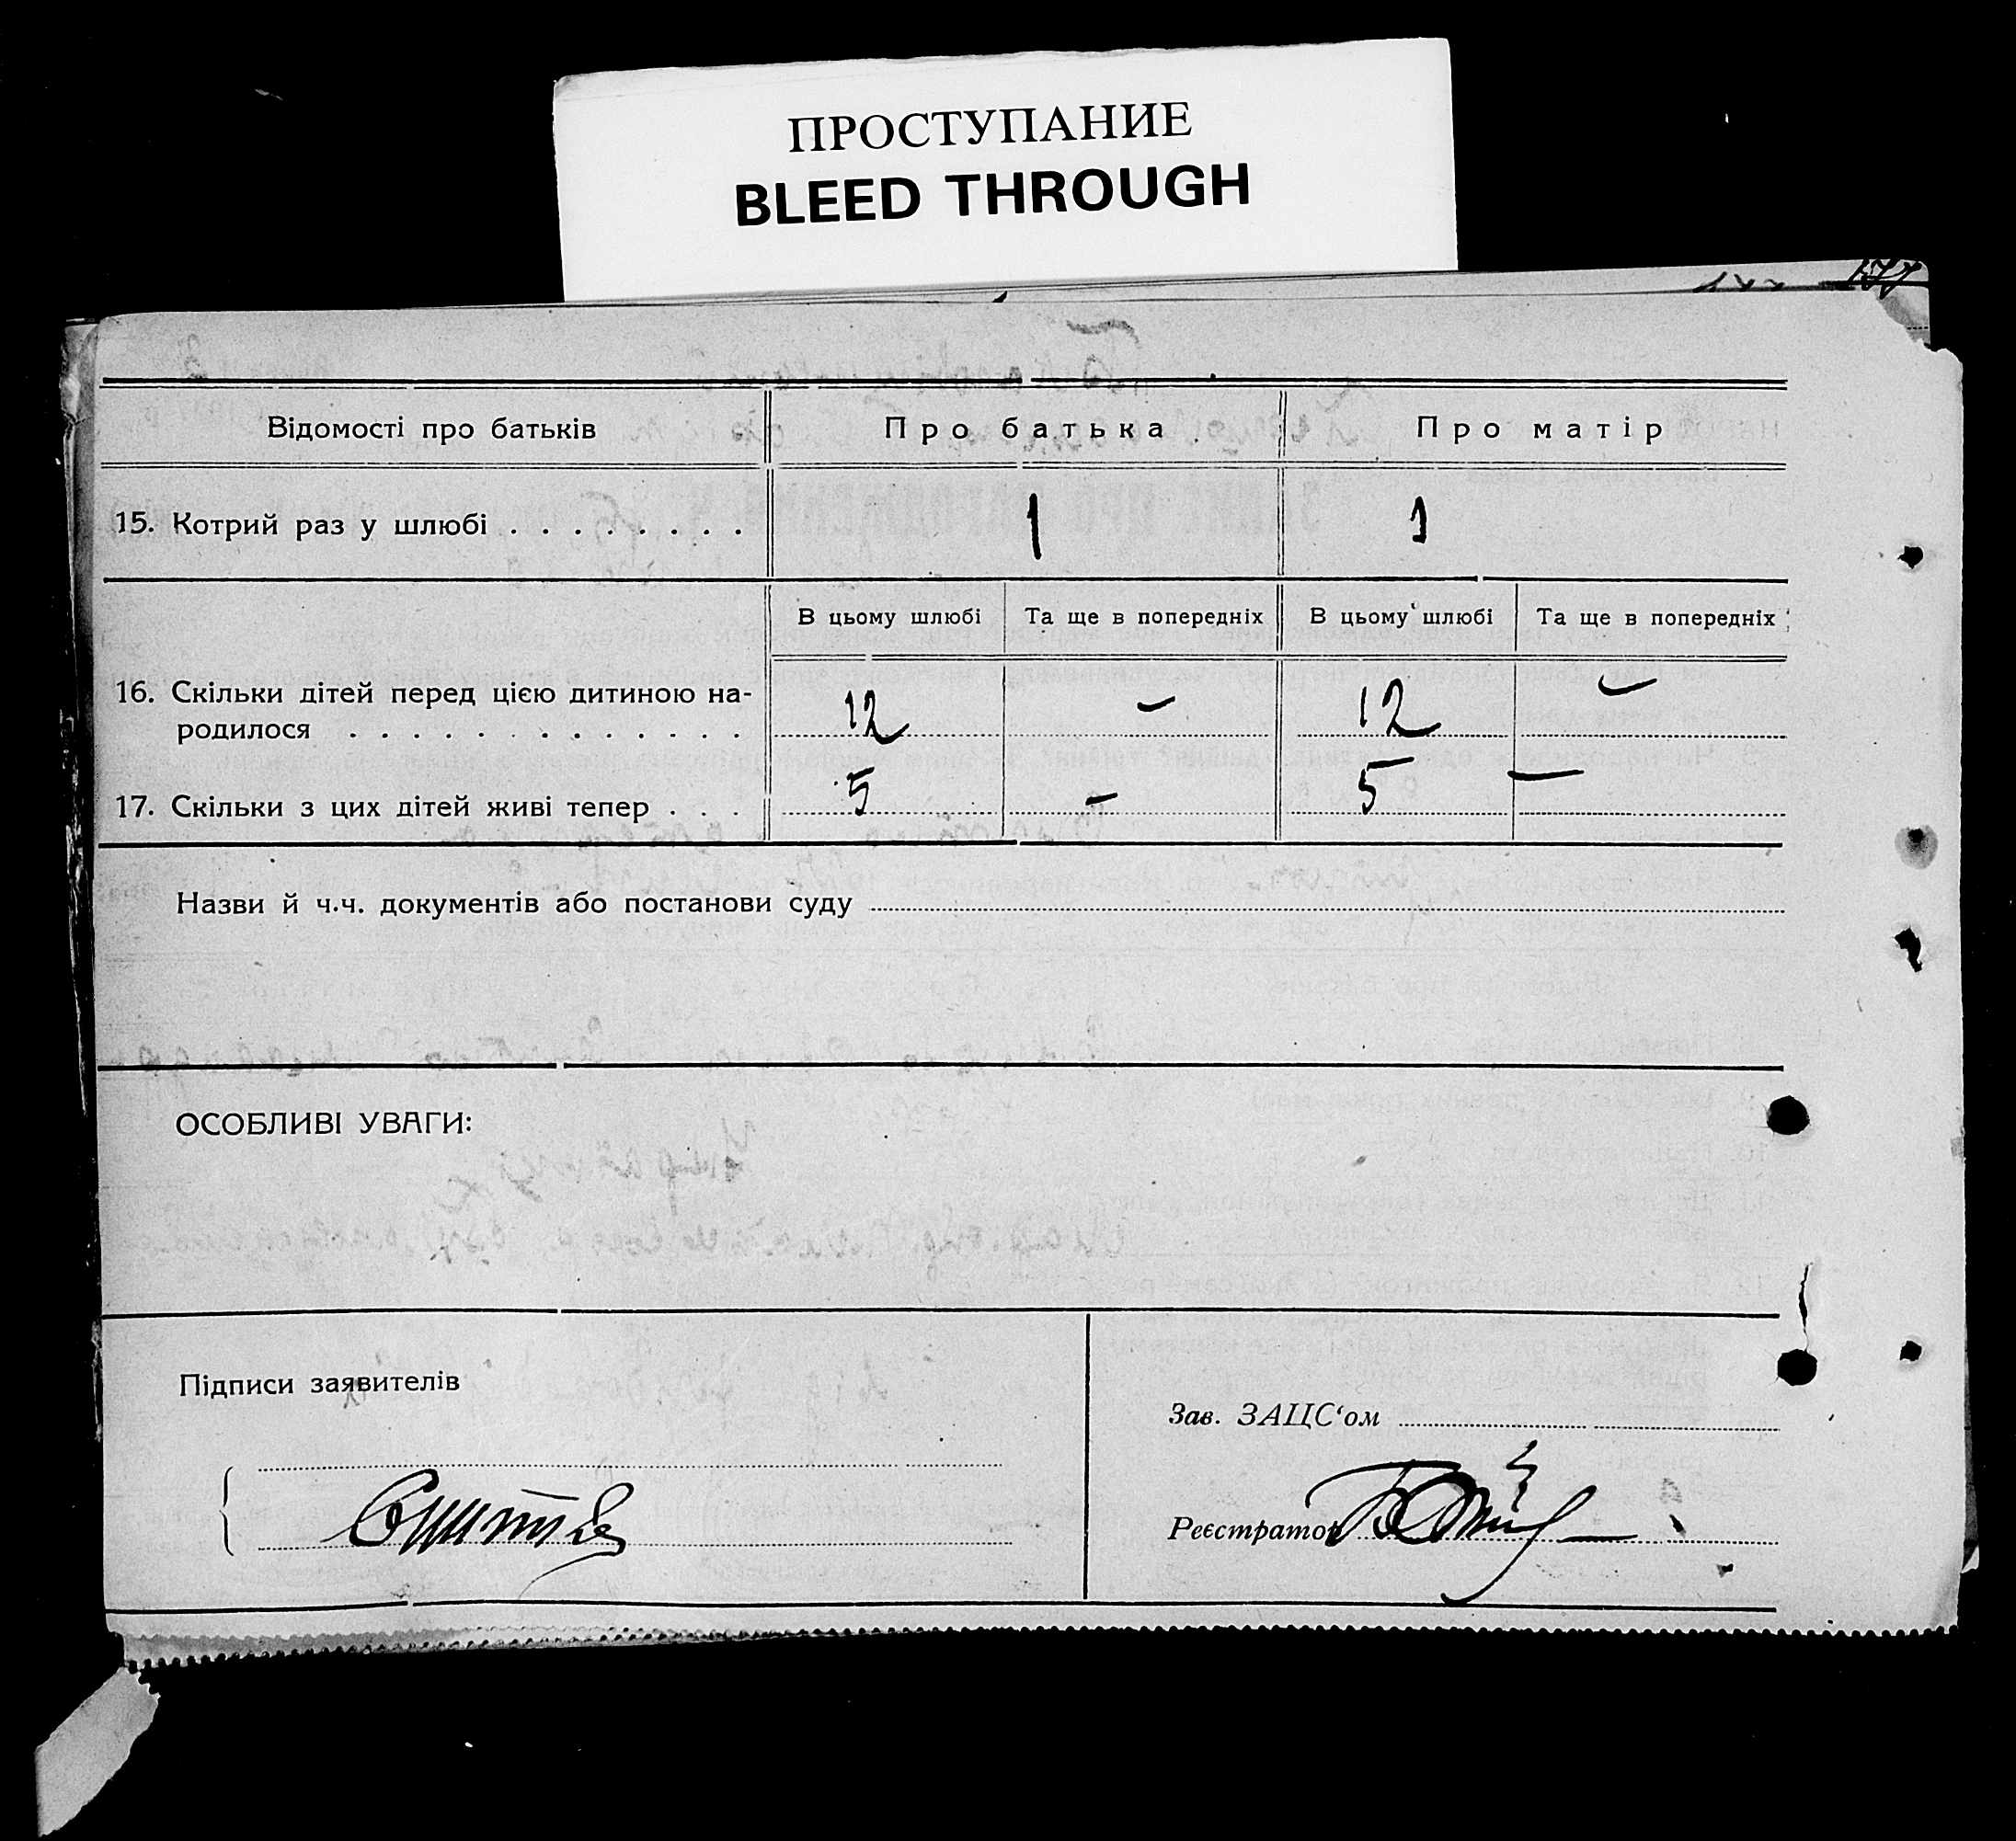 ПРОСТУПАНИЕ
BLEED THROUGH
Відомості про батьків Про батька Про матір
15. Котрий раз у шлюбі . . . . . . . . 1 1
В цьому шлюбі Та ще в попередніх В цьому шлюбі Та ще в попередніх
16. Скільки дітей перед цією дитиною на-
родилося . . . . . . . . . . . . . 12 — 12 —
17. Скільки з цих дітей живі тепер . . . 5 — 5 —
Назви й ч.ч. документів або постанови суду
ОСОБЛИВІ УВАГИ:
Підписи заявителів
Зав. ЗАЦС‘ом
Реєстратор